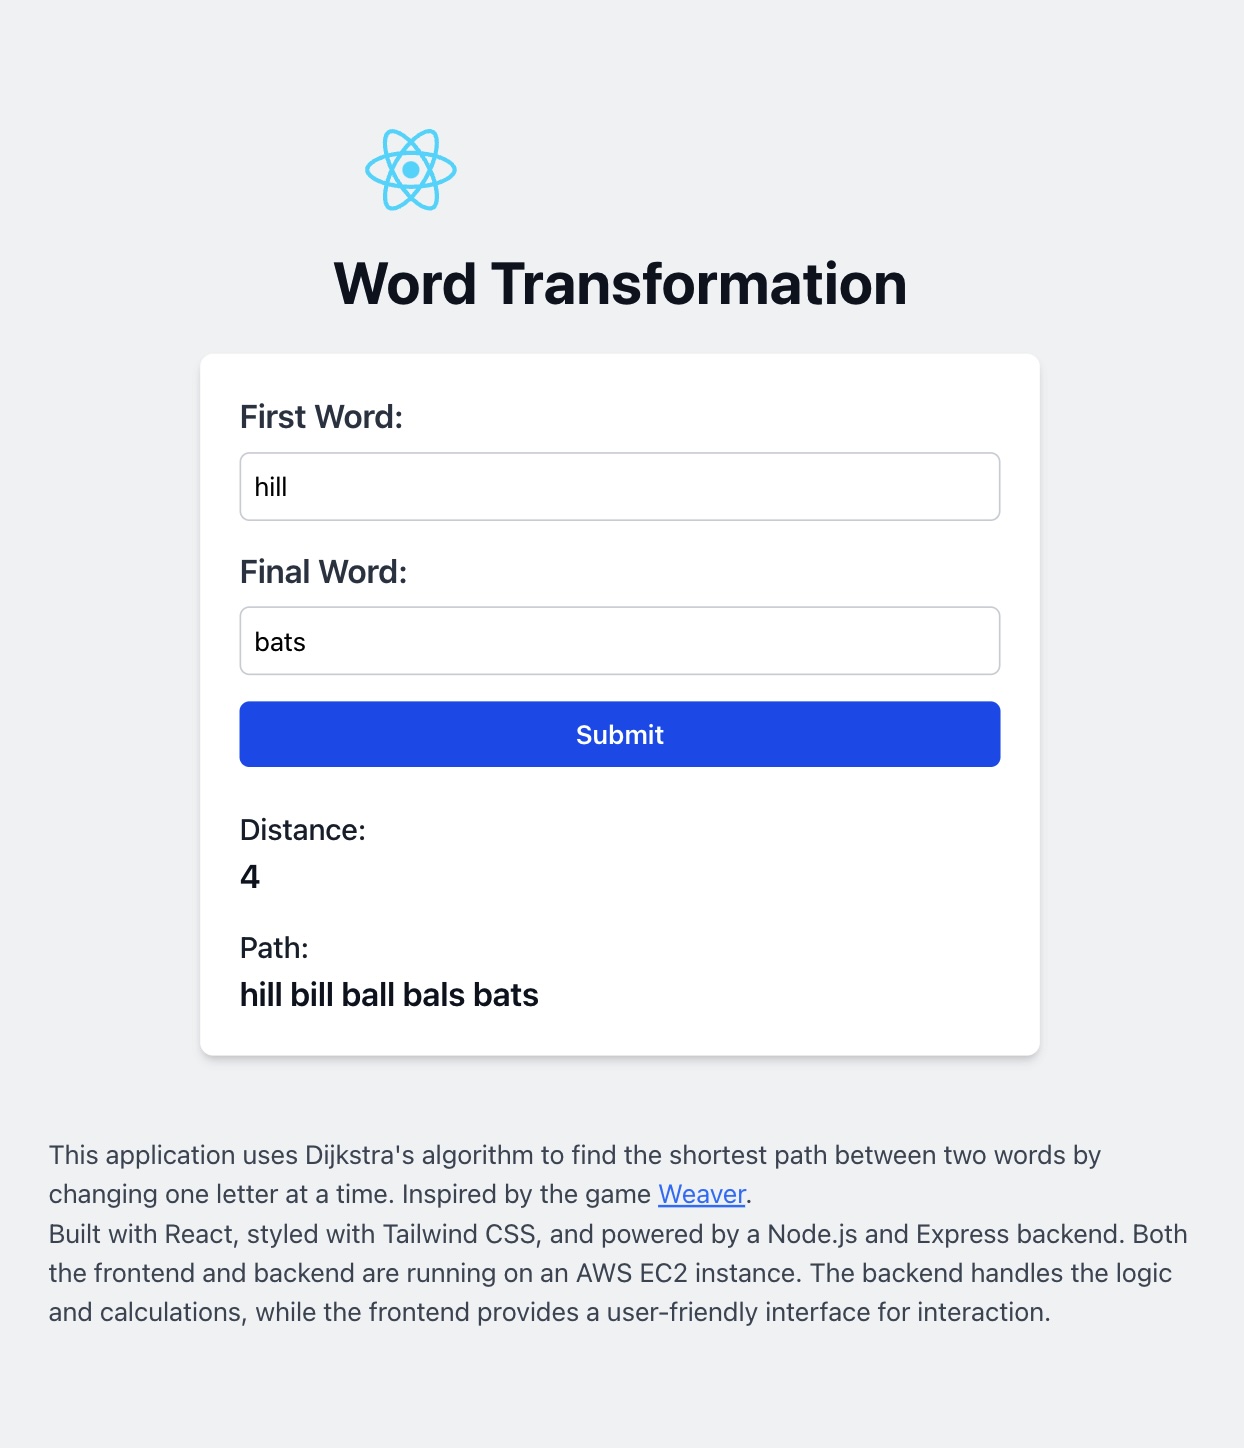 Word Transformation
First Word:
hill
Final Word:
bats
Submit
Distance:
4
Path:
hill bill ball bals bats
This application uses Dijkstra's algorithm to find the shortest path between two words by
changing one letter at a time. Inspired by the game Weaver.
Built with React, styled with Tailwind CSS, and powered by a Node.js and Express backend. Both
the frontend and backend are running on an AWS EC2 instance. The backend handles the logic
and calculations, while the frontend provides a user-friendly interface for interaction.